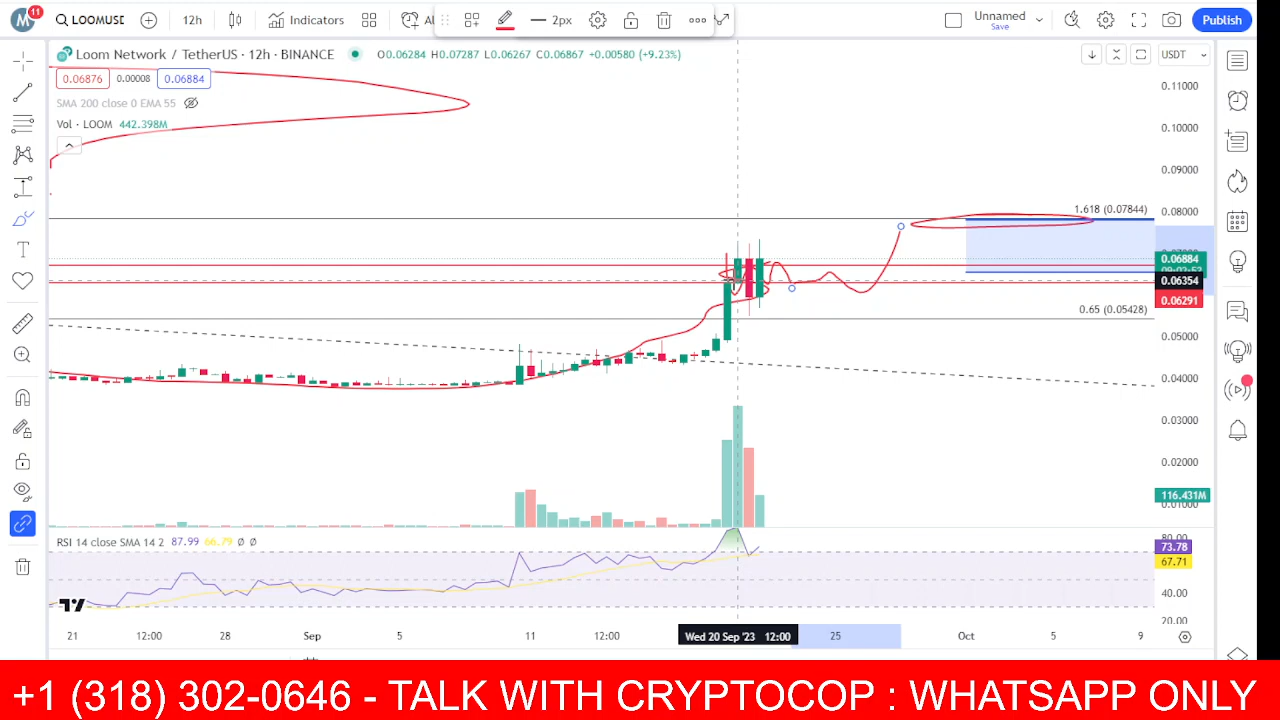 M 11 LOOMUSD 12h Indicators 2px Unnamed Save Publish
Loom Network / TetherUS · 12h · BINANCE O0.06284 H0.07287 L0.06267 C0.06867 +0.00580 (+9.23%) USDT
0.06876 0.00008 0.06884
SMA 200 close 0 EMA 55
Vol · LOOM 442.398M
0.11000
0.10000
0.09000
0.08000
1.618 (0.07844)
0.06884
0.06354
0.06291
0.65 (0.05428)
0.05000
0.04000
0.03000
0.02000
116.431M
0.01000
RSI 14 close SMA 14 2 87.99 66.79 Ø Ø
80.00
73.78
67.71
40.00
20.00
21 12:00 28 Sep 5 11 12:00 Wed 20 Sep '23 12:00 25 Oct 5 9
+1 (318) 302-0646 - TALK WITH CRYPTOCOP : WHATSAPP ONLY